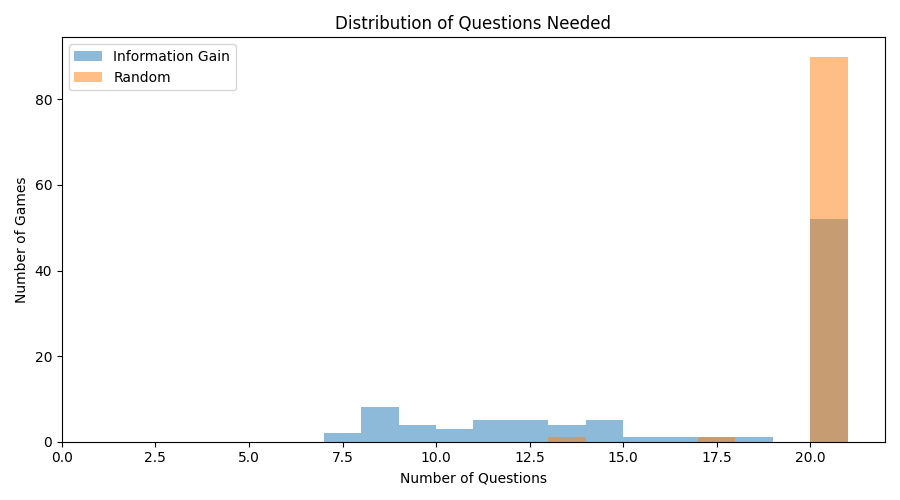 Distribution of Questions Needed
Information Gain
Random
Number of Games
80
60
40
20
0
0.0 2.5 5.0 7.5 10.0 12.5 15.0 17.5 20.0
Number of Questions